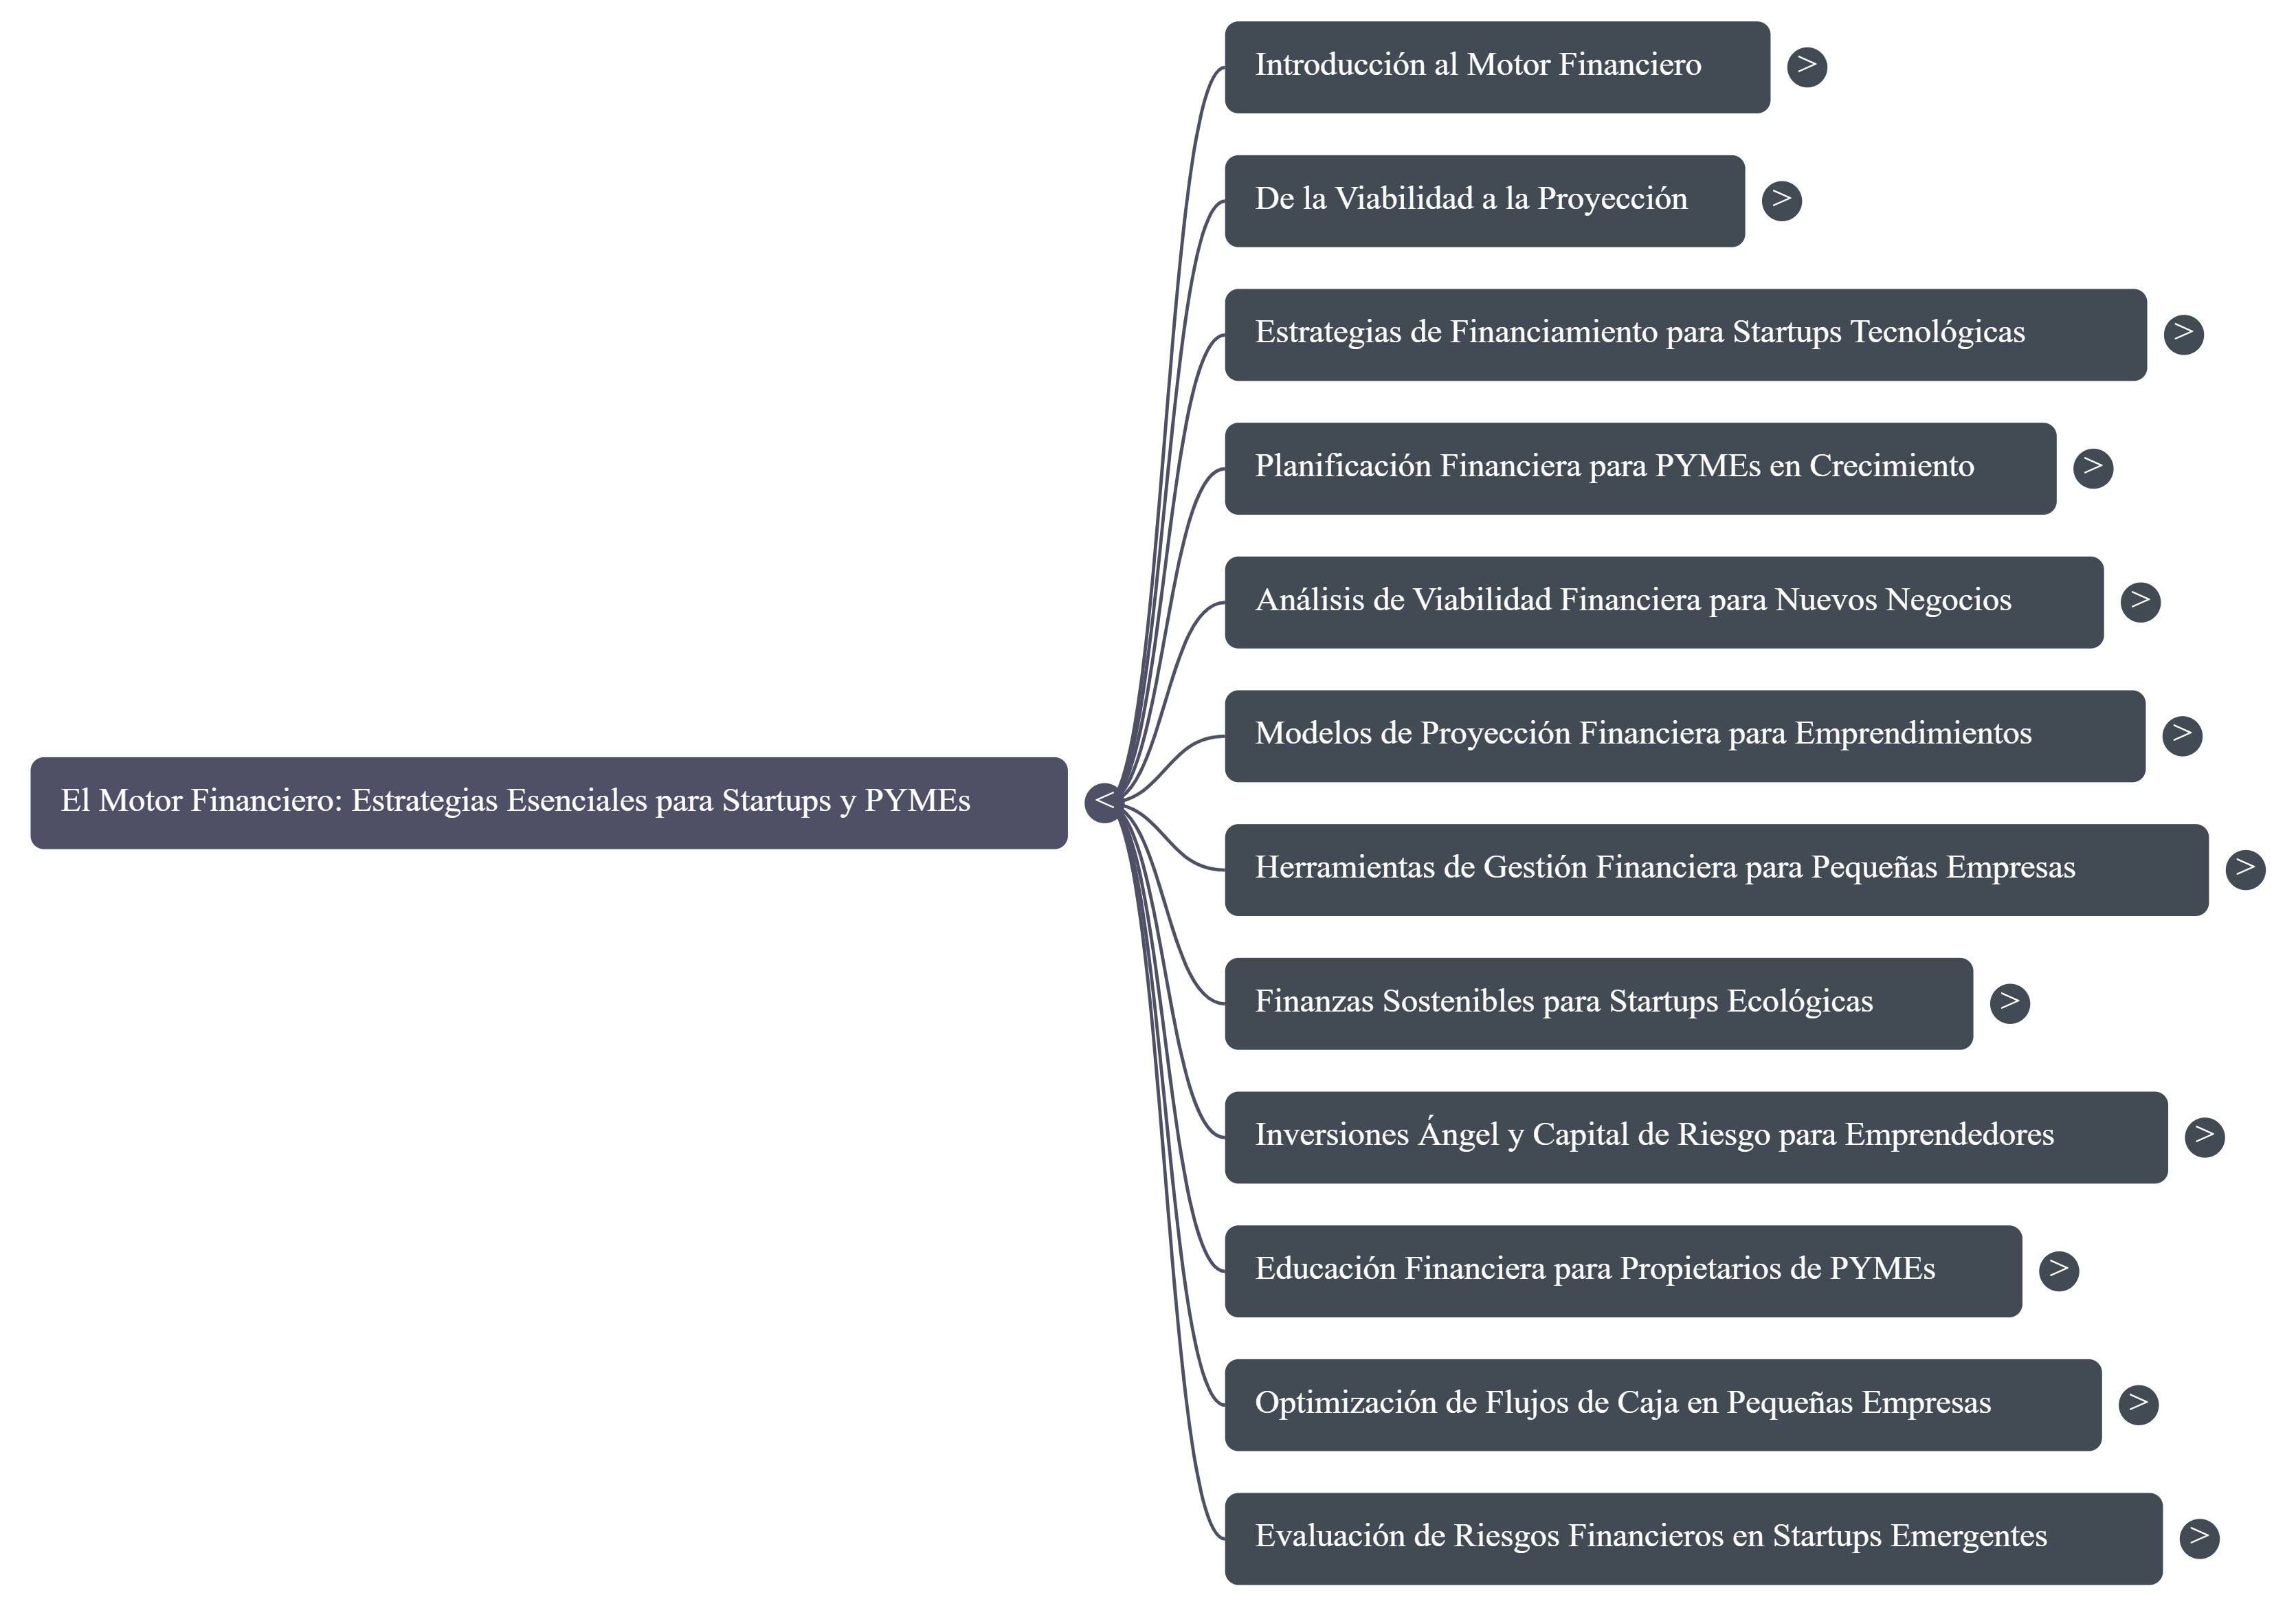 Introducción al Motor Financiero
>
De la Viabilidad a la Proyección
>
Estrategias de Financiamiento para Startups Tecnológicas
>
Planificación Financiera para PYMEs en Crecimiento
>
Análisis de Viabilidad Financiera para Nuevos Negocios
>
Modelos de Proyección Financiera para Emprendimientos
>
El Motor Financiero: Estrategias Esenciales para Startups y PYMEs
<
Herramientas de Gestión Financiera para Pequeñas Empresas
>
Finanzas Sostenibles para Startups Ecológicas
>
Inversiones Ángel y Capital de Riesgo para Emprendedores
>
Educación Financiera para Propietarios de PYMEs
>
Optimización de Flujos de Caja en Pequeñas Empresas
>
Evaluación de Riesgos Financieros en Startups Emergentes
>